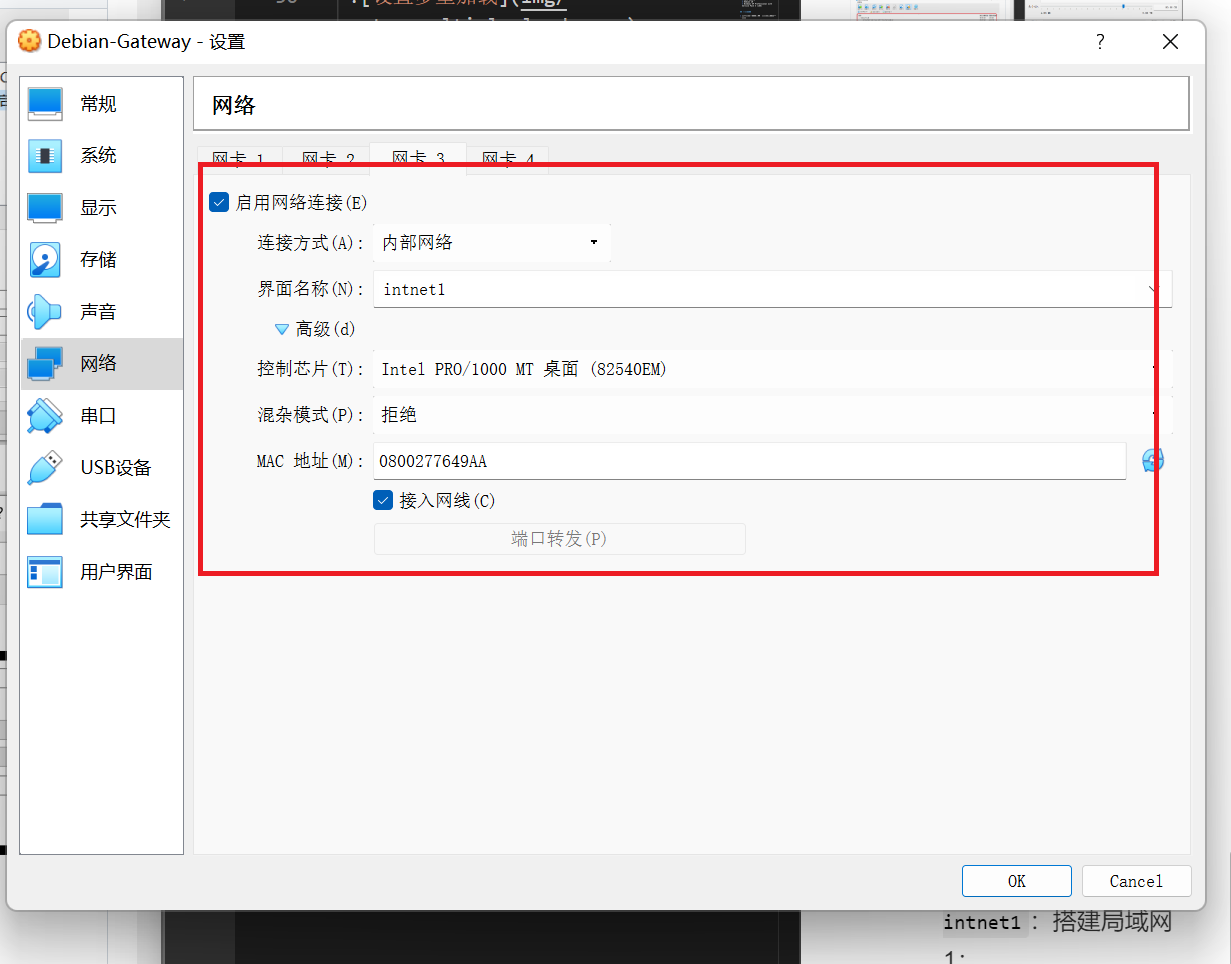 Debian-Gateway - 设置
?
常规
系统
显示
存储
声音
网络
串口
USB设备
共享文件夹
用户界面
网络
网卡 1
网卡 2
网卡 3
网卡 4
启用网络连接(E)
连接方式(A): 内部网络
界面名称(N): intnet1
高级(d)
控制芯片(T): Intel PRO/1000 MT 桌面 (82540EM)
混杂模式(P): 拒绝
MAC 地址(M): 0800277649AA
接入网线(C)
端口转发(P)
OK
Cancel
intnet1: 搭建局域网
1: